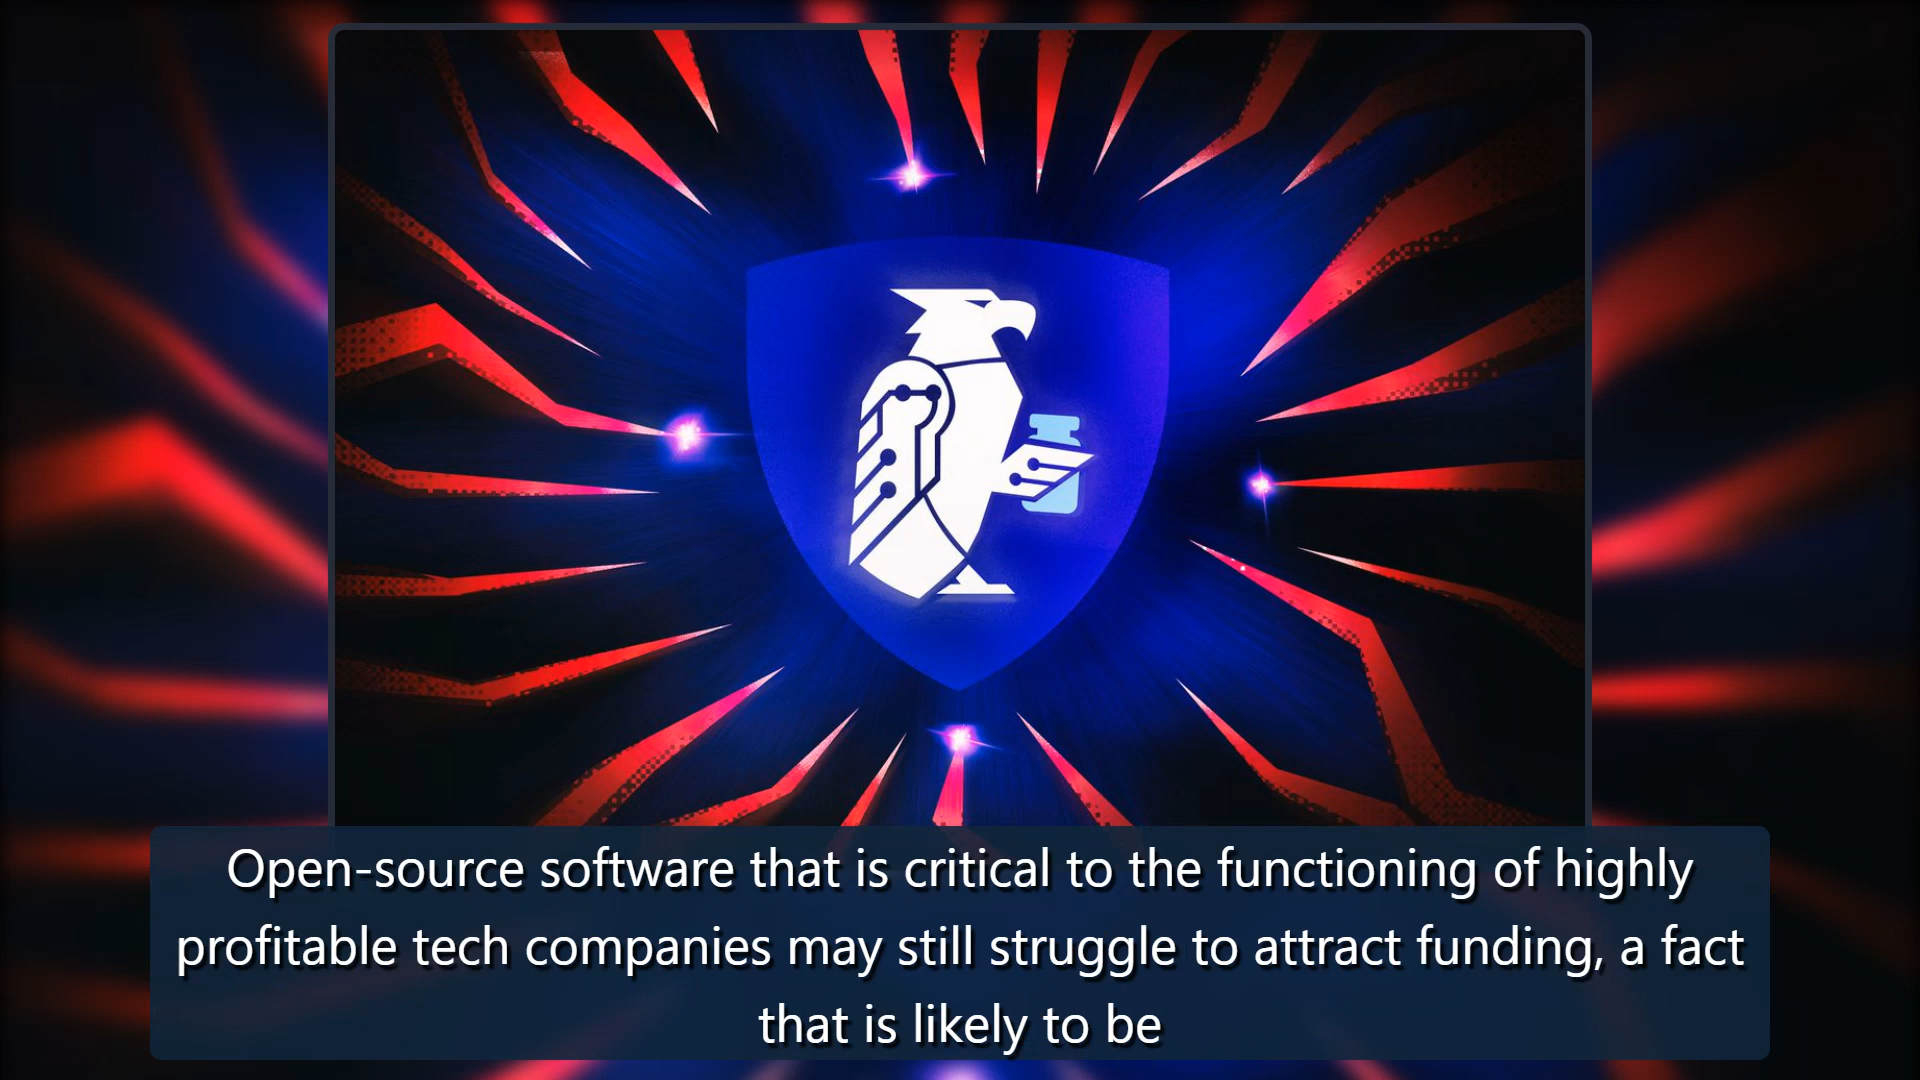 Open-source software that is critical to the functioning of highly
profitable tech companies may still struggle to attract funding, a fact
that is likely to be